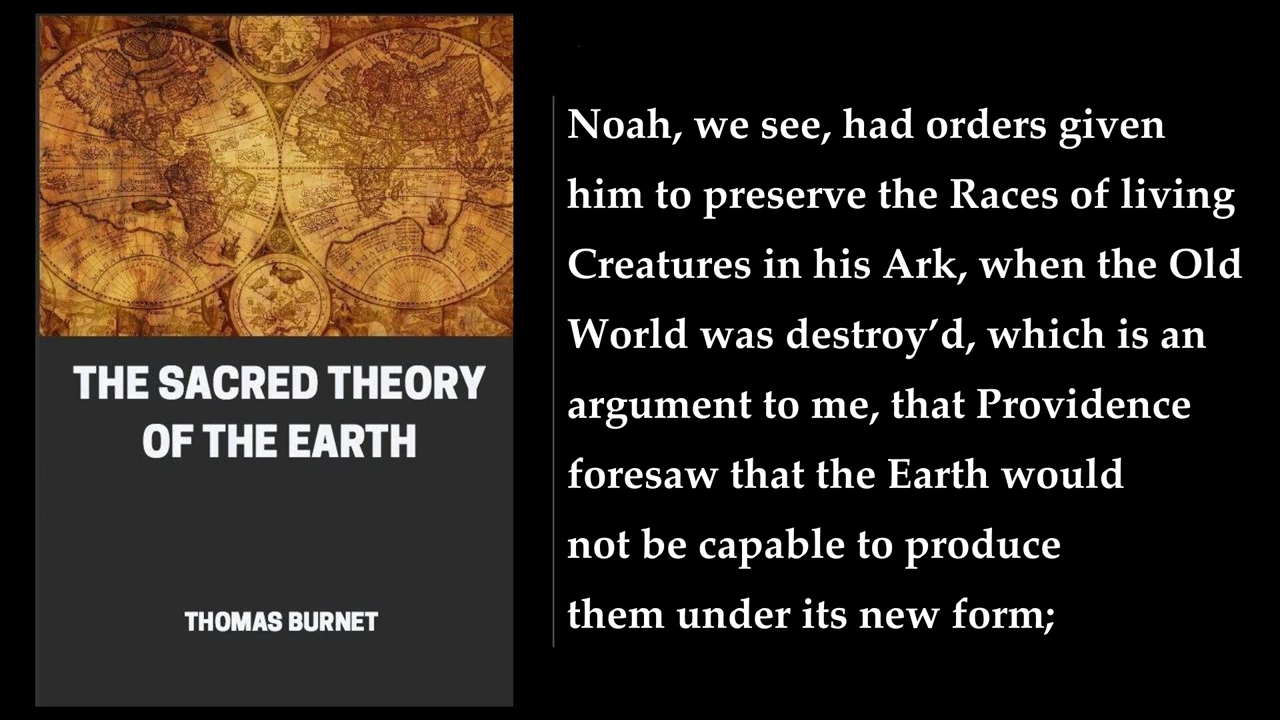 THE SACRED THEORY
OF THE EARTH
THOMAS BURNET
Noah, we see, had orders given
him to preserve the Races of living
Creatures in his Ark, when the Old
World was destroy’d, which is an
argument to me, that Providence
foresaw that the Earth would
not be capable to produce
them under its new form;